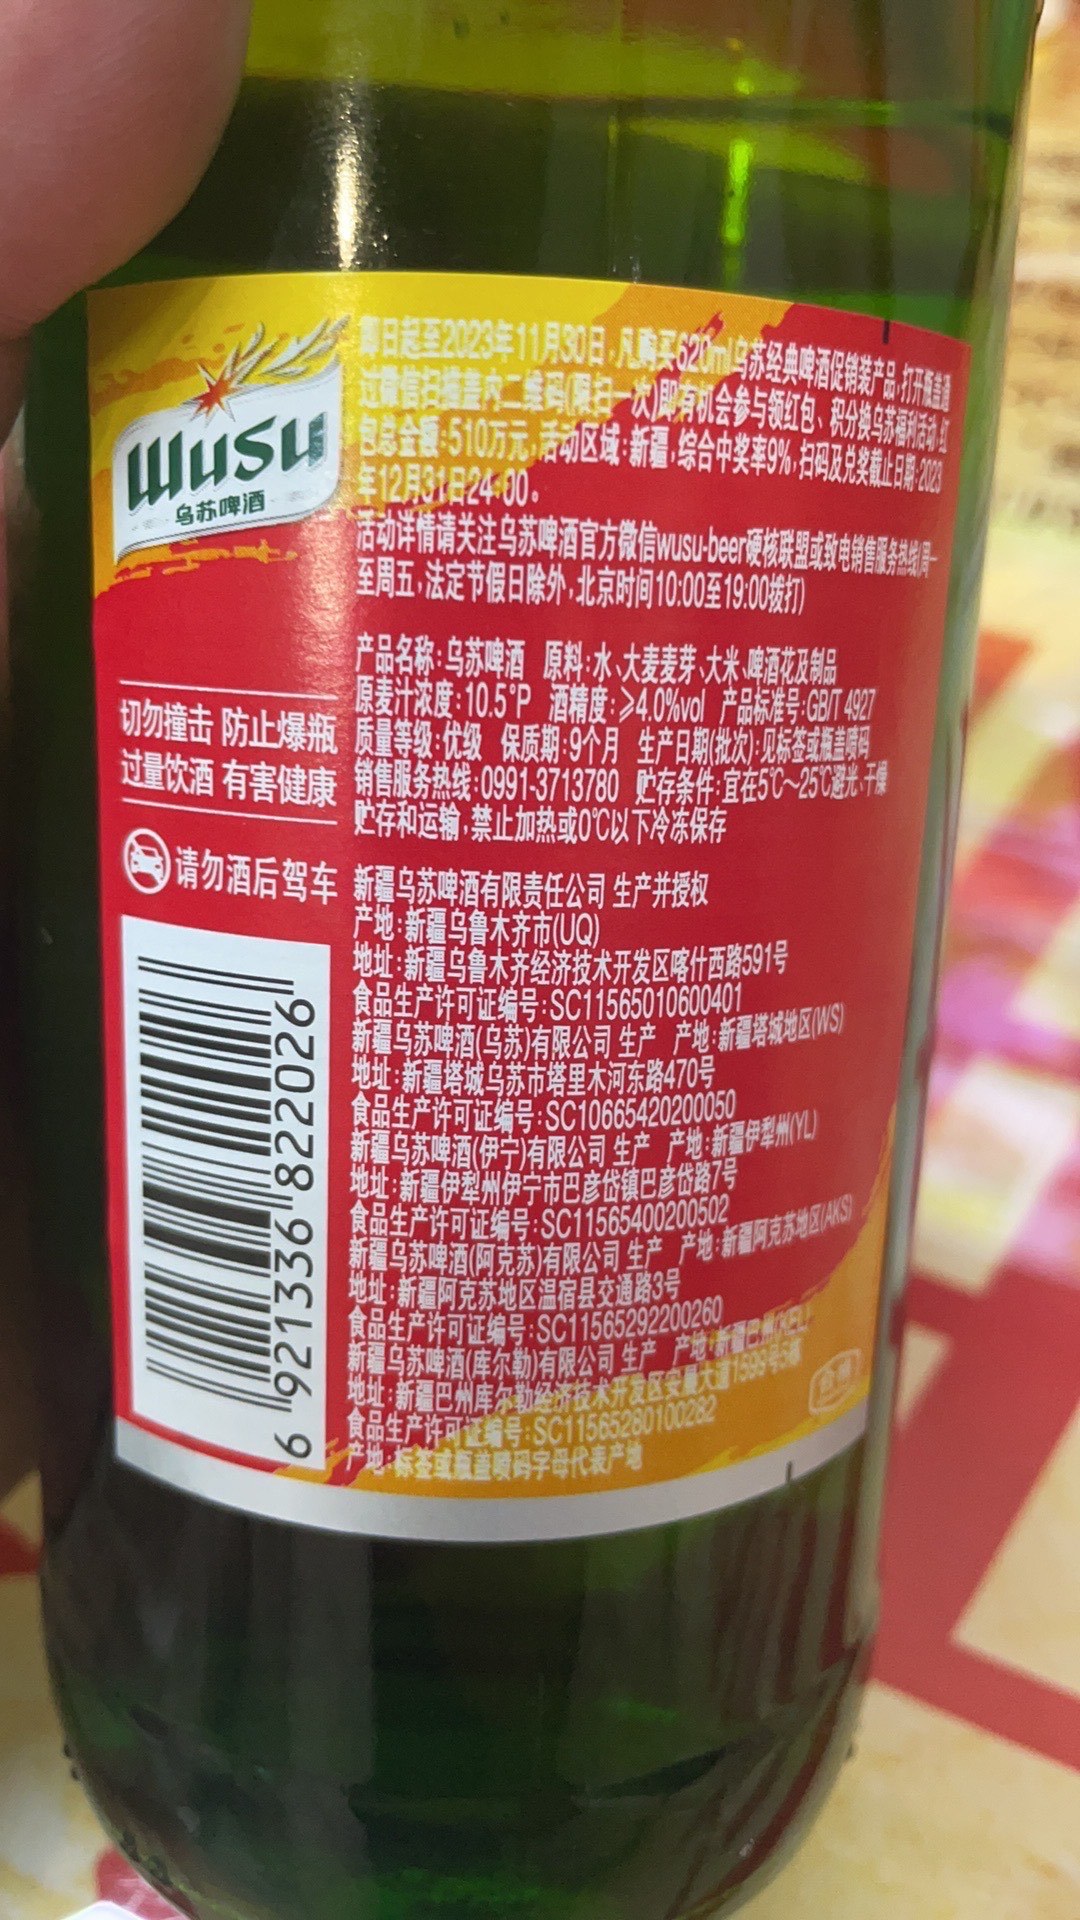 wusu
乌苏啤酒
即日起至2023年11月30日,凡购买620ml乌苏经典啤酒促销装产品,打开瓶盖通
过微信扫描盖内二维码(限扫一次)即有机会参与领红包、积分换乌苏福利活动,红
包总金额:510万元,活动区域:新疆,综合中奖率9%,扫码及兑奖截止日期:2023
年12月31日24:00。
活动详情请关注乌苏啤酒官方微信wusu-beer硬核联盟或致电销售服务热线(周一
至周五,法定节假日除外,北京时间10:00至19:00拨打)
产品名称:乌苏啤酒 原料:水、大麦麦芽、大米、啤酒花及制品
原麦汁浓度:10.5°P 酒精度:≥4.0%vol 产品标准号:GB/T 4927
质量等级:优级 保质期:9个月 生产日期(批次):见标签或瓶盖喷码
销售服务热线:0991-3713780 贮存条件:宜在5℃~25℃避光、干燥
贮存和运输,禁止加热或0℃以下冷冻保存
切勿撞击 防止爆瓶
过量饮酒 有害健康
请勿酒后驾车
新疆乌苏啤酒有限责任公司 生产并授权
产地:新疆乌鲁木齐市(UQ)
地址:新疆乌鲁木齐经济技术开发区喀什西路591号
食品生产许可证编号:SC11565010600401
新疆乌苏啤酒(乌苏)有限公司 生产 产地:新疆塔城地区(WS)
地址:新疆塔城乌苏市塔里木河东路470号
食品生产许可证编号:SC10665420200050
新疆乌苏啤酒(伊宁)有限公司 生产 产地:新疆伊犁州(YL)
地址:新疆伊犁州伊宁市巴彦岱镇巴彦岱路7号
食品生产许可证编号:SC11565400200502
新疆乌苏啤酒(阿克苏)有限公司 生产 产地:新疆阿克苏地区(AKS)
地址:新疆阿克苏地区温宿县交通路3号
食品生产许可证编号:SC11565292200260
新疆乌苏啤酒(库尔勒)有限公司 生产 产地:新疆巴州(KEL)
地址:新疆巴州库尔勒经济技术开发区安晨大道1599号5栋
食品生产许可证编号:SC11565280100282
产地:标签或瓶盖喷码字母代表产地
6 921336 822026